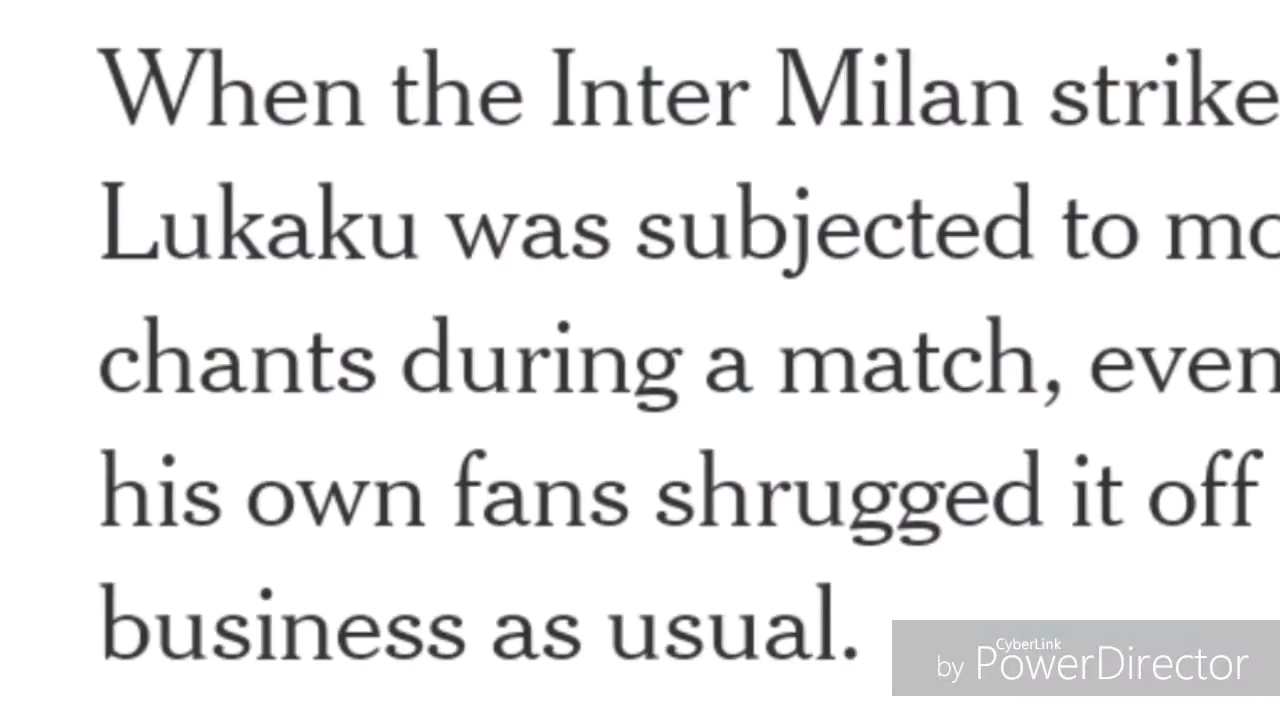 When the Inter Milan strike
Lukaku was subjected to mo
chants during a match, even
his own fans shrugged it off
business as usual.
by CyberLink PowerDirector